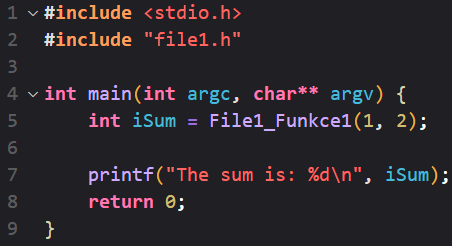 1 #include <stdio.h>
2 #include "file1.h"
3
4 int main(int argc, char** argv) {
5     int iSum = File1_Funkce1(1, 2);
6
7     printf("The sum is: %d\n", iSum);
8     return 0;
9 }